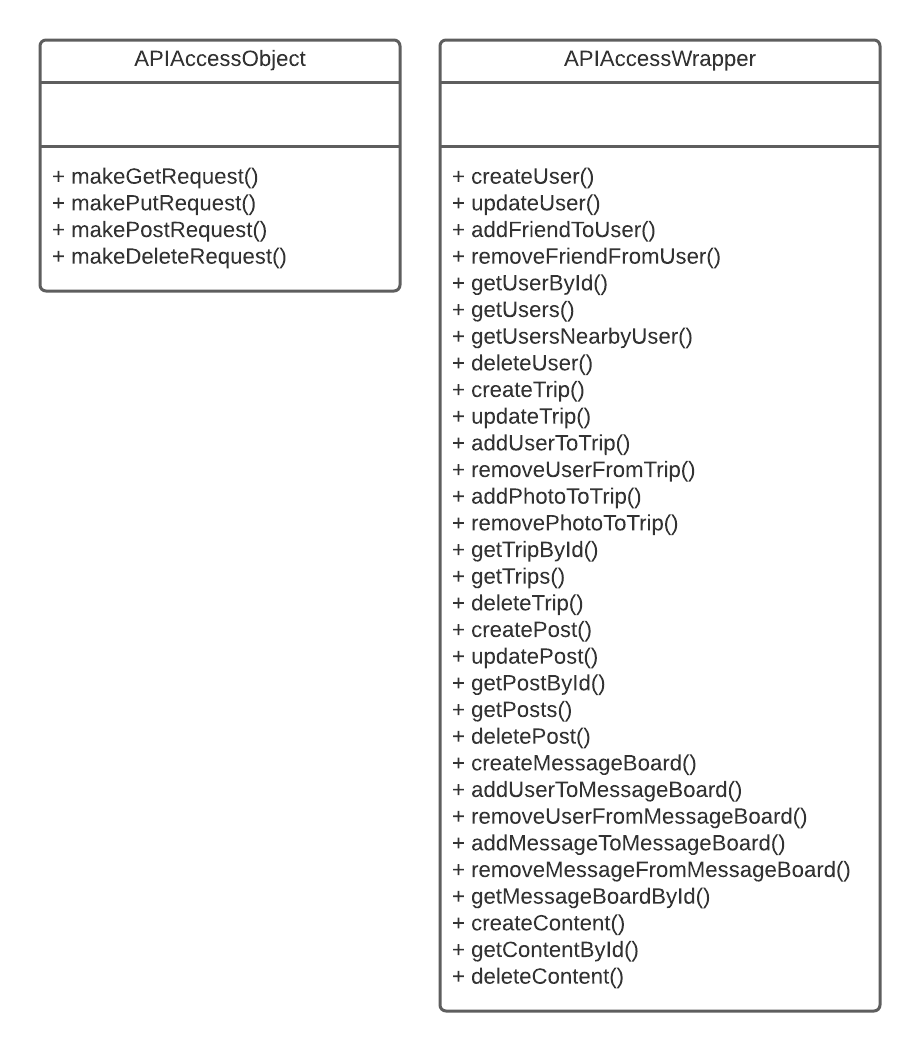 APIAccessObject
+ makeGetRequest()
+ makePutRequest()
+ makePostRequest()
+ makeDeleteRequest()
APIAccessWrapper
+ createUser()
+ updateUser()
+ addFriendToUser()
+ removeFriendFromUser()
+ getUserById()
+ getUsers()
+ getUsersNearbyUser()
+ deleteUser()
+ createTrip()
+ updateTrip()
+ addUserToTrip()
+ removeUserFromTrip()
+ addPhotoToTrip()
+ removePhotoToTrip()
+ getTripById()
+ getTrips()
+ deleteTrip()
+ createPost()
+ updatePost()
+ getPostById()
+ getPosts()
+ deletePost()
+ createMessageBoard()
+ addUserToMessageBoard()
+ removeUserFromMessageBoard()
+ addMessageToMessageBoard()
+ removeMessageFromMessageBoard()
+ getMessageBoardById()
+ createContent()
+ getContentById()
+ deleteContent()